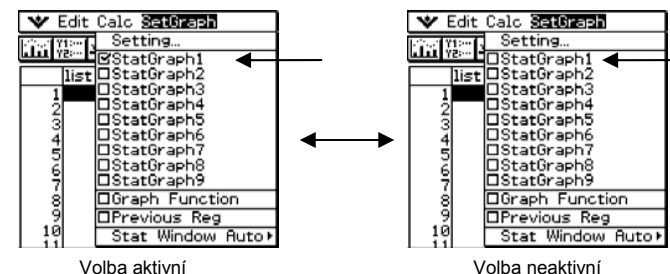 Edit Calc SetGraph
Setting...
StatGraph1
list
StatGraph2
1
StatGraph3
2
StatGraph4
3
StatGraph5
4
StatGraph6
5
StatGraph7
6
StatGraph8
7
StatGraph9
8
Graph Function
9
Previous Reg
10
Stat Window Auto
11
Volba aktivní
Edit Calc SetGraph
Setting...
StatGraph1
list
StatGraph2
1
StatGraph3
2
StatGraph4
3
StatGraph5
4
StatGraph6
5
StatGraph7
6
StatGraph8
7
StatGraph9
8
Graph Function
9
Previous Reg
10
Stat Window Auto
11
Volba neaktivní